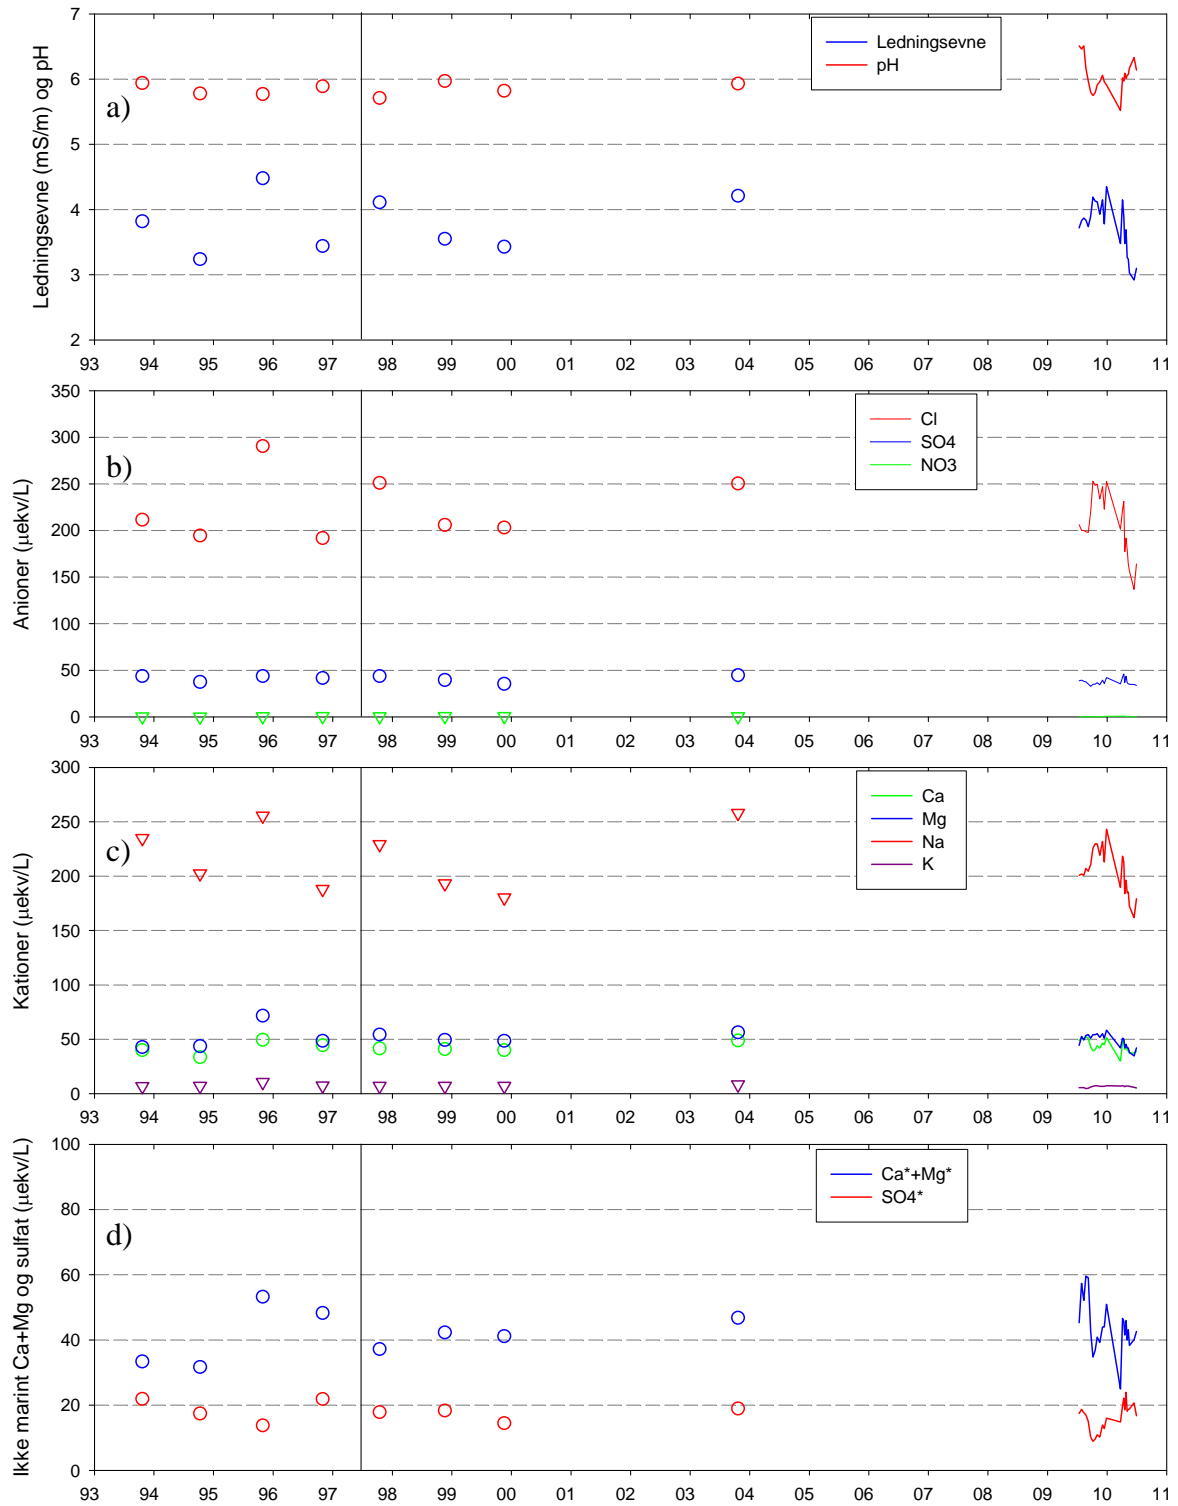 Ledningsevne (mS/m) og pH
7
6
5
4
3
2
a)
Ledningsevne
pH
93 94 95 96 97 98 99 00 01 02 03 04 05 06 07 08 09 10 11
Anioner (µekv/L)
350
300
250
200
150
100
50
0
b)
Cl
SO4
NO3
93 94 95 96 97 98 99 00 01 02 03 04 05 06 07 08 09 10 11
Kationer (µekv/L)
300
250
200
150
100
50
0
c)
Ca
Mg
Na
K
93 94 95 96 97 98 99 00 01 02 03 04 05 06 07 08 09 10 11
Ikke marint Ca+Mg og sulfat (µekv/L)
100
80
60
40
20
0
d)
Ca*+Mg*
SO4*
93 94 95 96 97 98 99 00 01 02 03 04 05 06 07 08 09 10 11